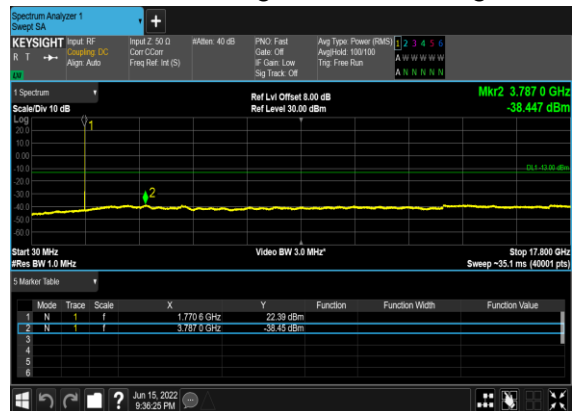 Spectrum Analyzer 1
Swept SA
+
KEYSIGHT Input: RF Input Z: 50 Ω #Atten: 40 dB PNO: Fast Avg Type: Power (RMS) 1 2 3 4 5 6
R T Coupling: DC Corr CCorr Gate: Off Avg|Hold: 100/100 A W W W W W
Align: Auto Freq Ref: Int (S) IF Gain: Low Trig: Free Run
Sig Track: Off A N N N N N
LXI
1 Spectrum Ref Lvl Offset 8.00 dB Mkr2 3.787 0 GHz
Scale/Div 10 dB Ref Level 30.00 dBm -38.447 dBm
Log
1
20.0
10.0
0.00
-10.0
DL1 -13.00 dBm
-20.0
-30.0
2
-40.0
-50.0
-60.0
Start 30 MHz Video BW 3.0 MHz* Stop 17.800 GHz
#Res BW 1.0 MHz Sweep ~35.1 ms (40001 pts)
5 Marker Table
Mode Trace Scale X Y Function Function Width Function Value
1 N 1 f 1.770 6 GHz 22.39 dBm
2 N 1 f 3.787 0 GHz -38.45 dBm
3
4
5
6
? Jun 15, 2022
9:36:25 PM